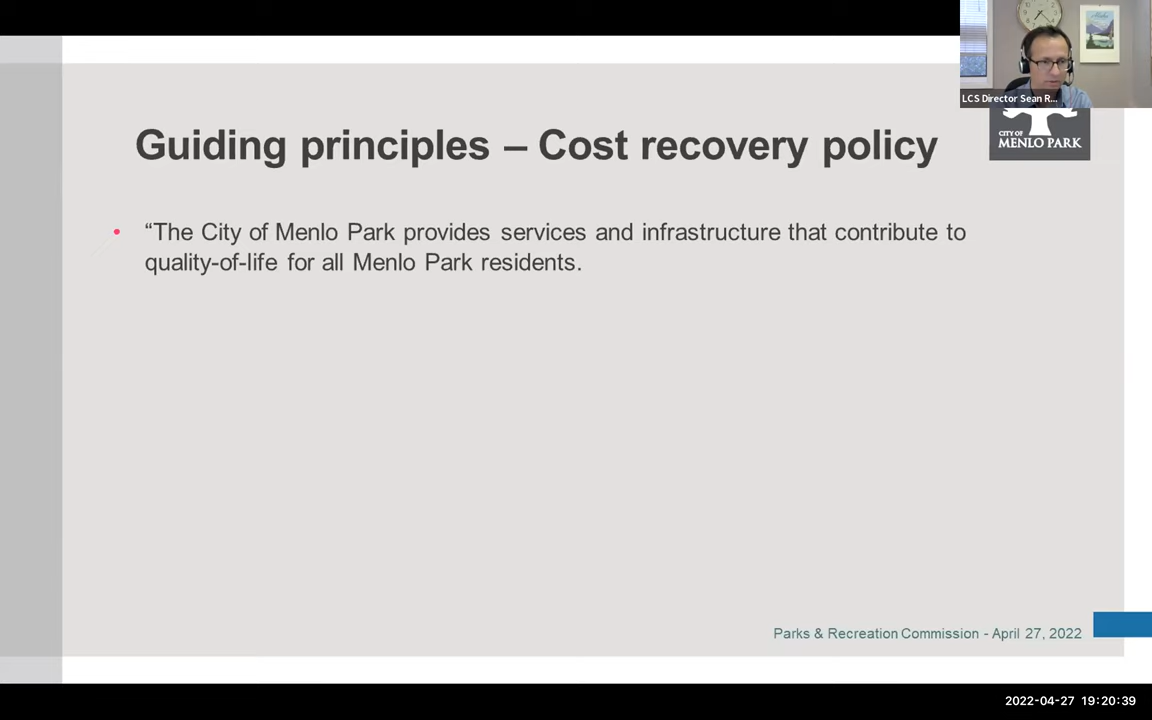 LCS Director Sean R...
CITY OF
MENLO PARK
Guiding principles – Cost recovery policy
• “The City of Menlo Park provides services and infrastructure that contribute to
quality-of-life for all Menlo Park residents.
Parks & Recreation Commission - April 27, 2022
2022-04-27 19:20:39